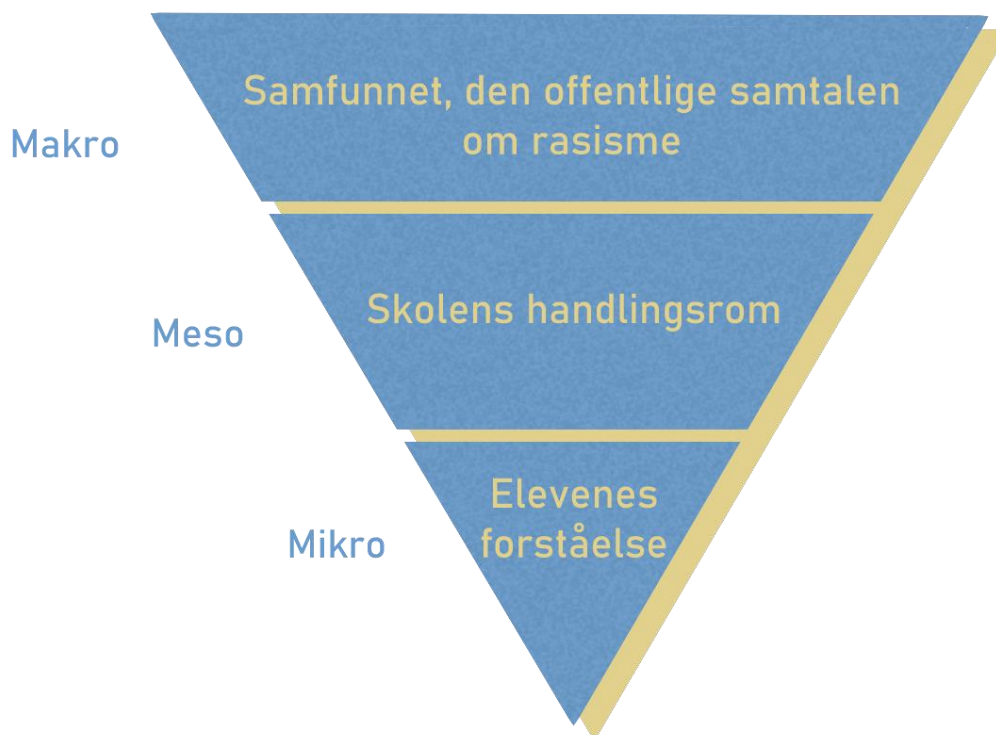 Samfunnet, den offentlige samtalen
om rasisme
Makro
Skolens handlingsrom
Meso
Elevenes
forståelse
Mikro